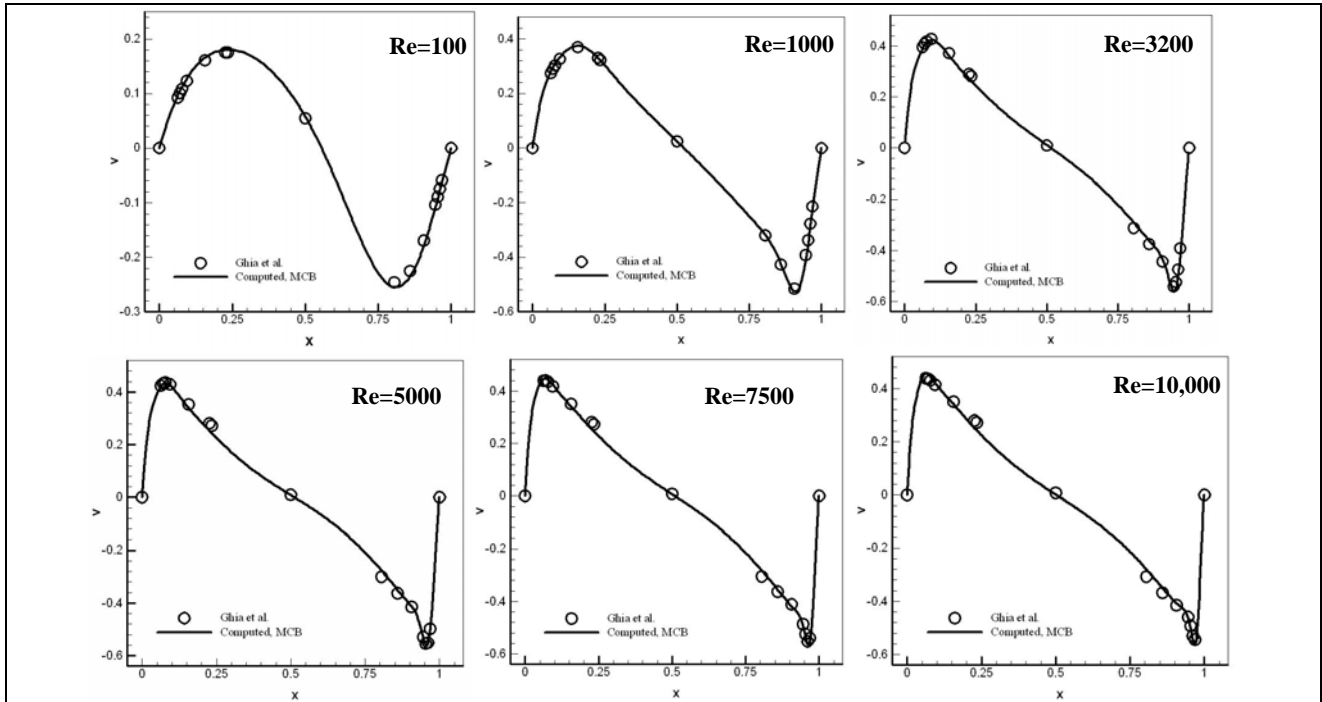 Re=100
0.2
0.1
0
-0.1
-0.2
-0.3
v
0
0.25
0.5
0.75
1
x
Ghia et al.
Computed, MCB
Re=1000
0.4
0.2
0
-0.2
-0.4
-0.6
v
0
0.25
0.5
0.75
1
x
Ghia et al.
Computed, MCB
Re=3200
0.4
0.2
0
-0.2
-0.4
-0.6
v
0
0.25
0.5
0.75
1
x
Ghia et al.
Computed, MCB
Re=5000
0.4
0.2
0
-0.2
-0.4
-0.6
v
0
0.25
0.5
0.75
1
x
Ghia et al.
Computed, MCB
Re=7500
0.4
0.2
0
-0.2
-0.4
-0.6
v
0
0.25
0.5
0.75
1
x
Ghia et al.
Computed, MCB
Re=10,000
0.4
0.2
0
-0.2
-0.4
-0.6
v
0
0.25
0.5
0.75
1
x
Ghia et al.
Computed, MCB